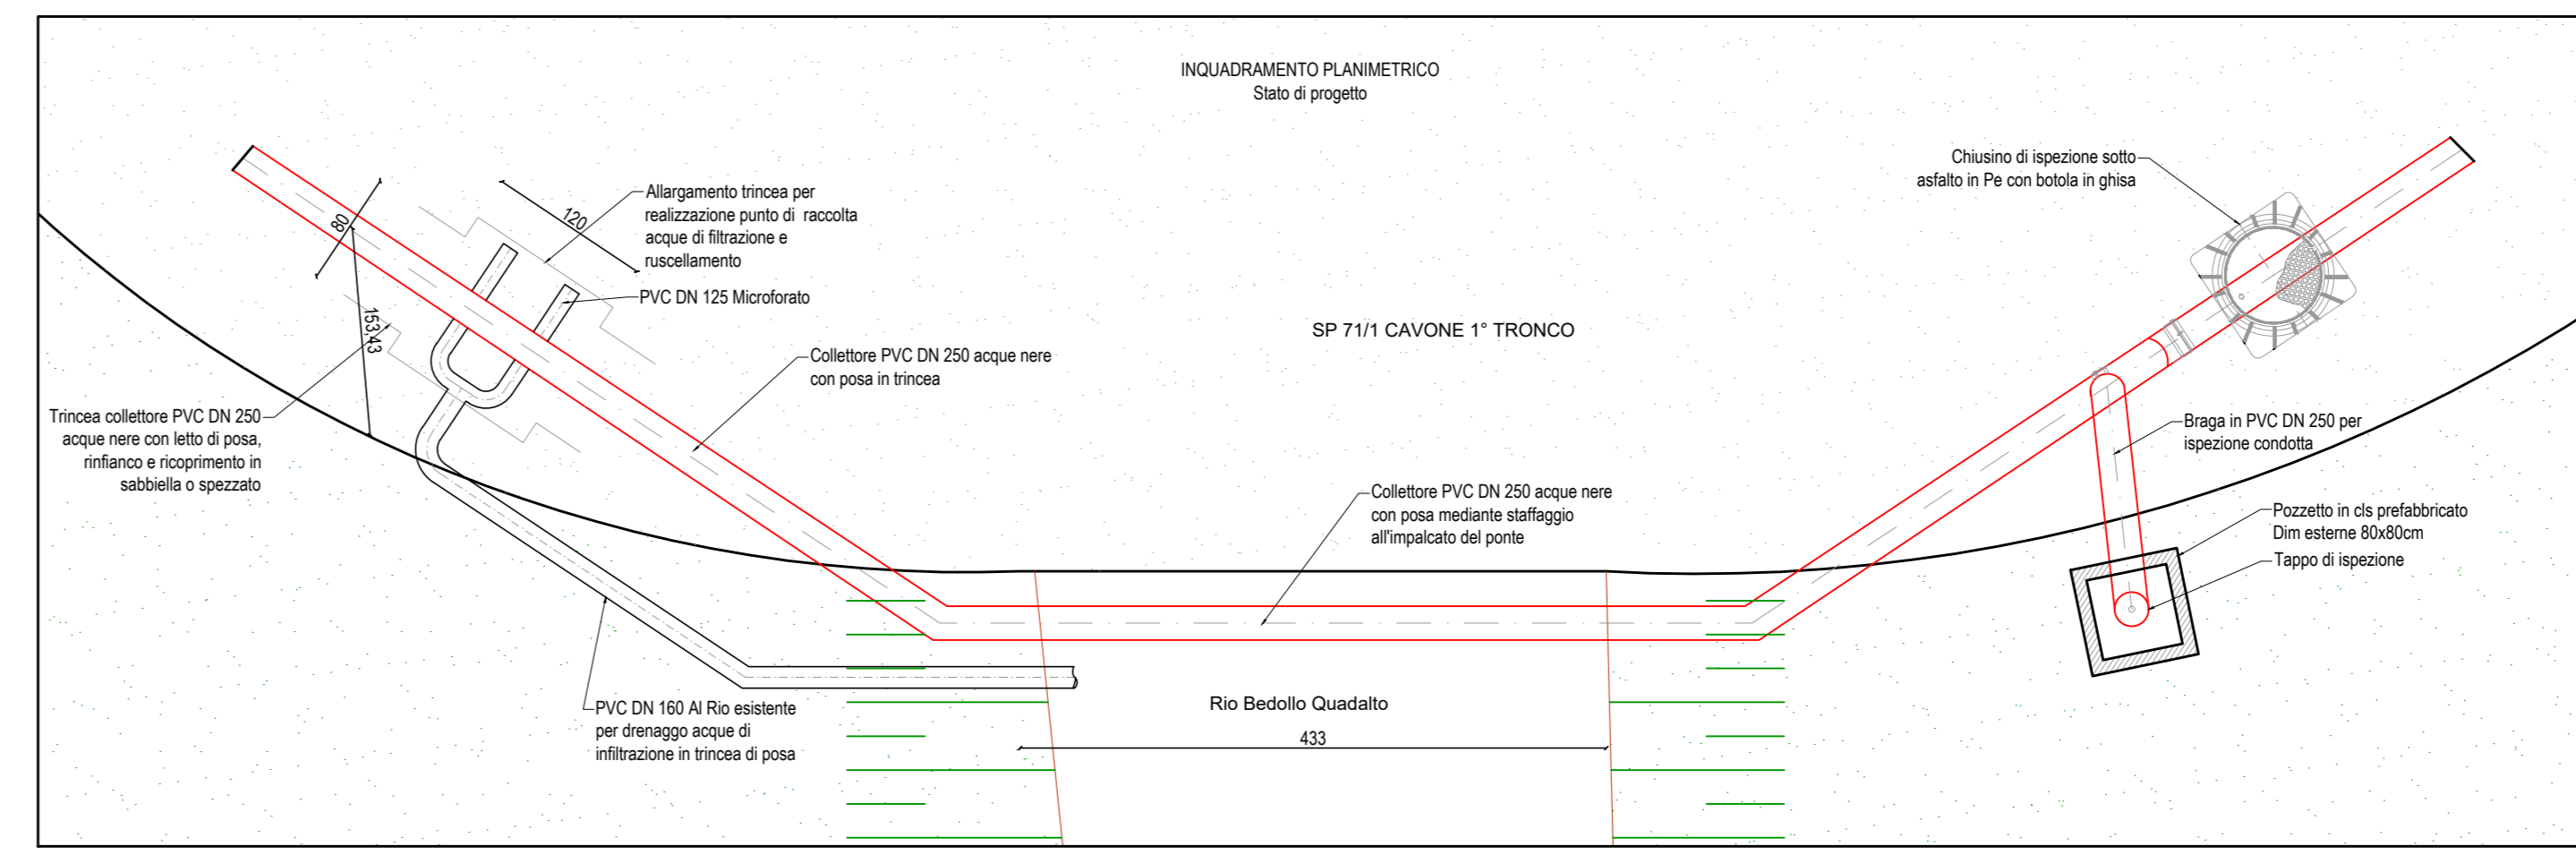 INQUADRAMENTO PLANIMETRICO
Stato di progetto
Chiusino di ispezione sotto
asfalto in Pe con botola in ghisa
Allargamento trincea per
realizzazione punto di raccolta
acque di filtrazione e
ruscellamento
80
120
153,43
PVC DN 125 Microforato
SP 71/1 CAVONE 1° TRONCO
Collettore PVC DN 250 acque nere
con posa in trincea
Trincea collettore PVC DN 250
acque nere con letto di posa,
rinfianco e ricoprimento in
sabbiella o spezzato
Braga in PVC DN 250 per
ispezione condotta
Collettore PVC DN 250 acque nere
con posa mediante staffaggio
all'impalcato del ponte
Pozzetto in cls prefabbricato
Dim esterne 80x80cm
Tappo di ispezione
PVC DN 160 Al Rio esistente
per drenaggo acque di
infiltrazione in trincea di posa
Rio Bedollo Quadalto
433